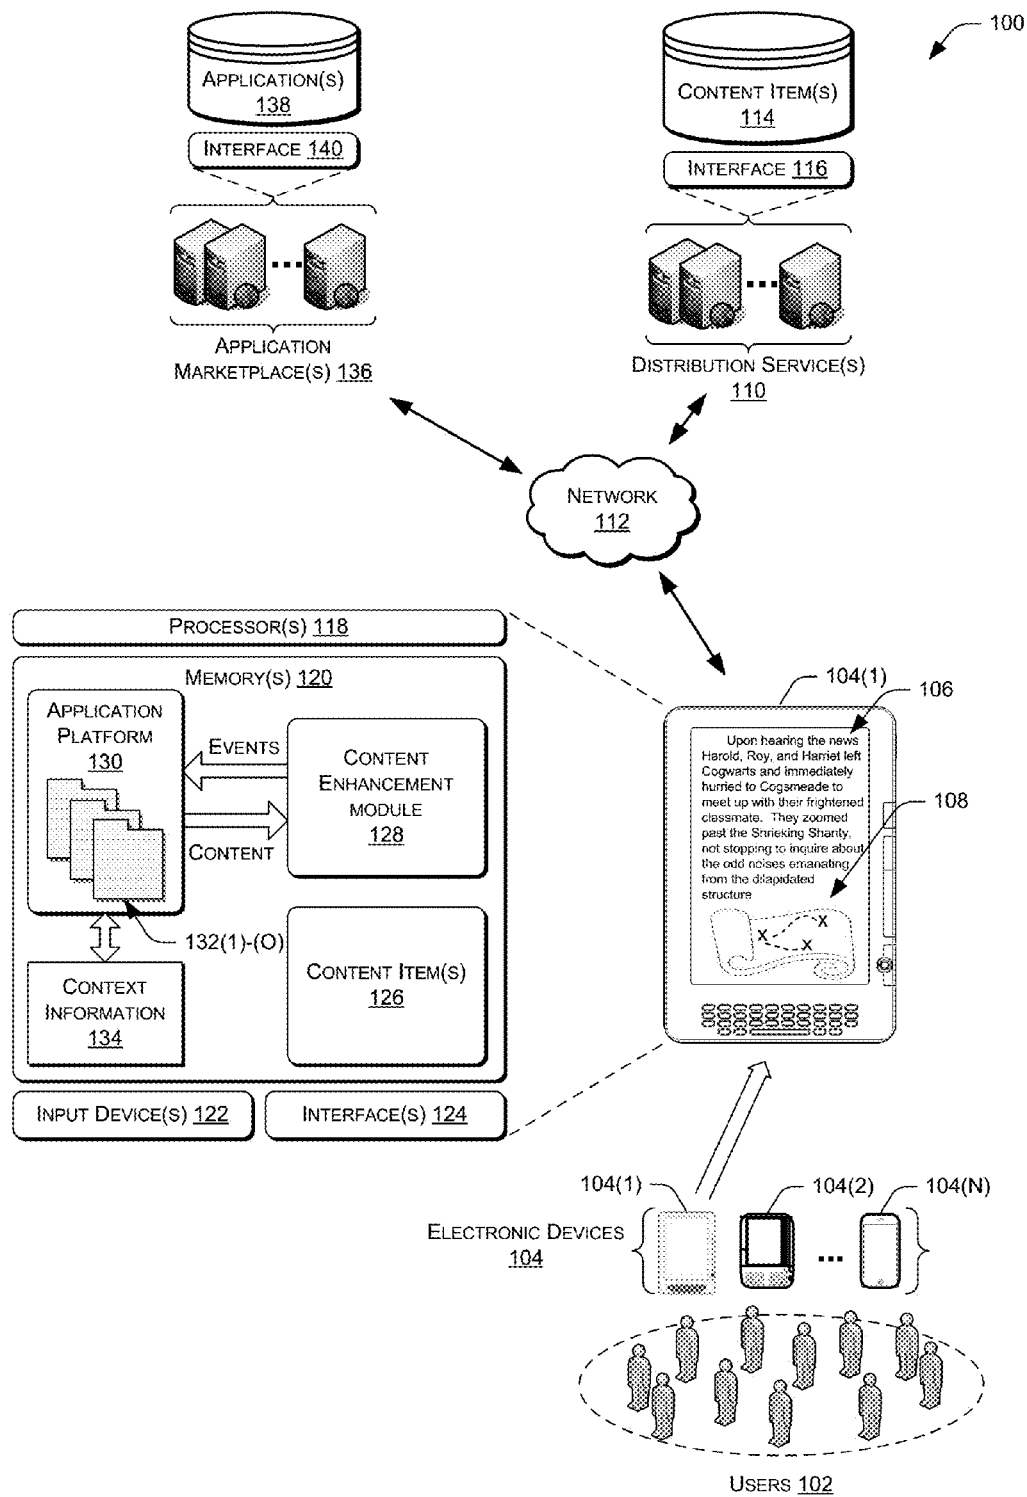 100
APPLICATION(S)
138
INTERFACE 140
APPLICATION
MARKETPLACE(S) 136
CONTENT ITEM(S)
114
INTERFACE 116
DISTRIBUTION SERVICE(S)
110
NETWORK
112
PROCESSOR(S) 118
MEMORY(S) 120
APPLICATION
PLATFORM
130
EVENTS
CONTENT
CONTENT
ENHANCEMENT
MODULE
128
132(1)-(O)
CONTEXT
INFORMATION
134
CONTENT ITEM(S)
126
INPUT DEVICE(S) 122
INTERFACE(S) 124
104(1)
106
Upon hearing the news
Harold, Roy, and Harriet left
Cogwarts and immediately
hurried to Cogsmeade to
meet up with their frightened
classmate. They zoomed
past the Shrieking Shanty,
not stopping to inquire about
the odd noises emanating
from the dilapidated
structure
108
X
X
X
104(1)
104(2)
104(N)
ELECTRONIC DEVICES
104
USERS 102